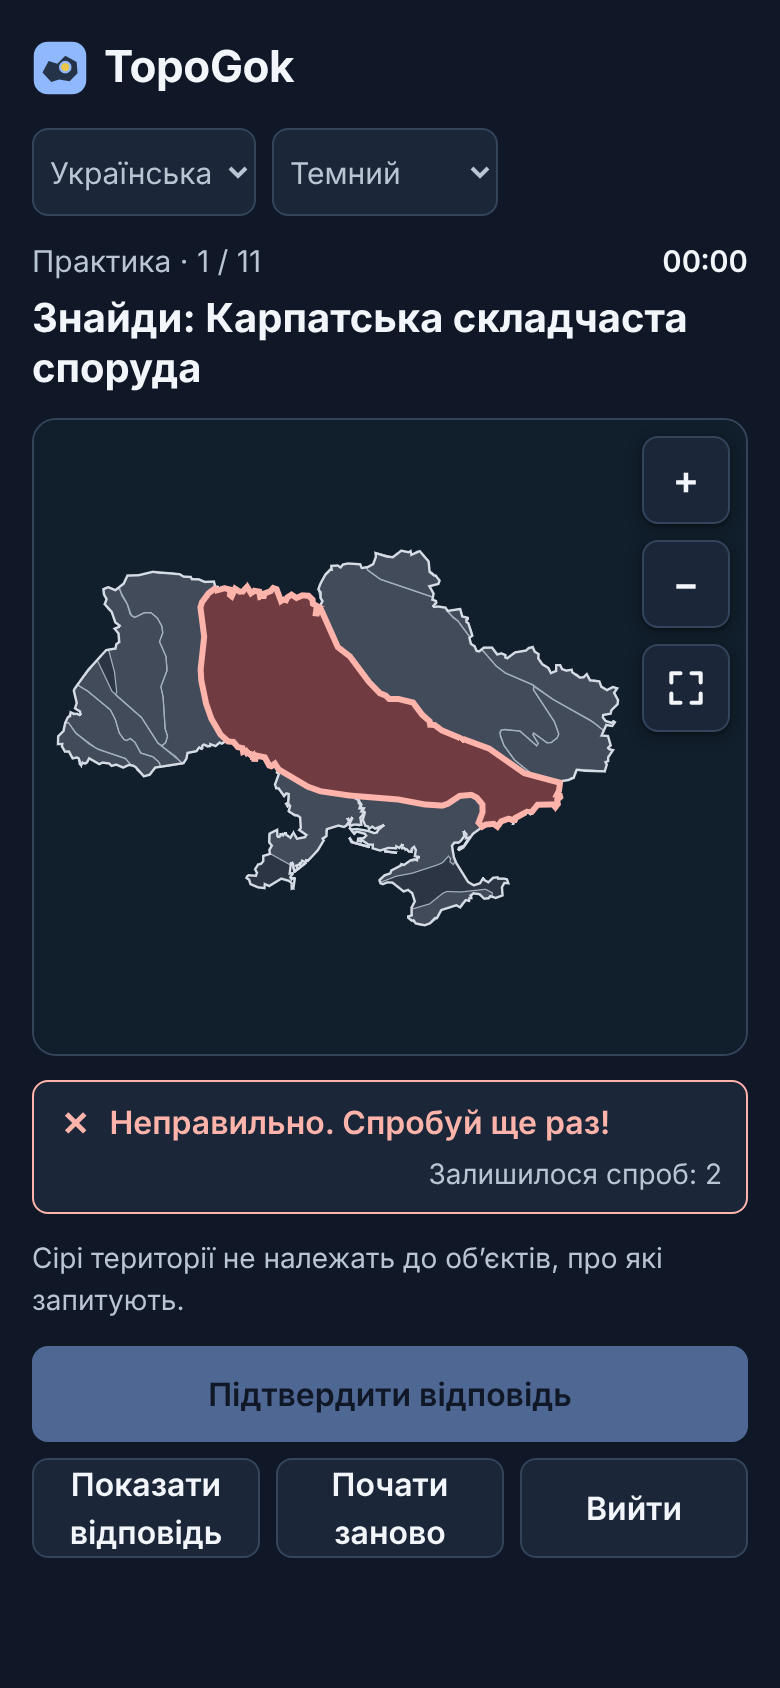 TopoGok
Українська
Темний
Практика · 1 / 11
00:00
Знайди: Карпатська складчаста
споруда
+
−
✕ Неправильно. Спробуй ще раз!
Залишилося спроб: 2
Сірі території не належать до об’єктів, про які
запитують.
Підтвердити відповідь
Показати
відповідь
Почати
заново
Вийти